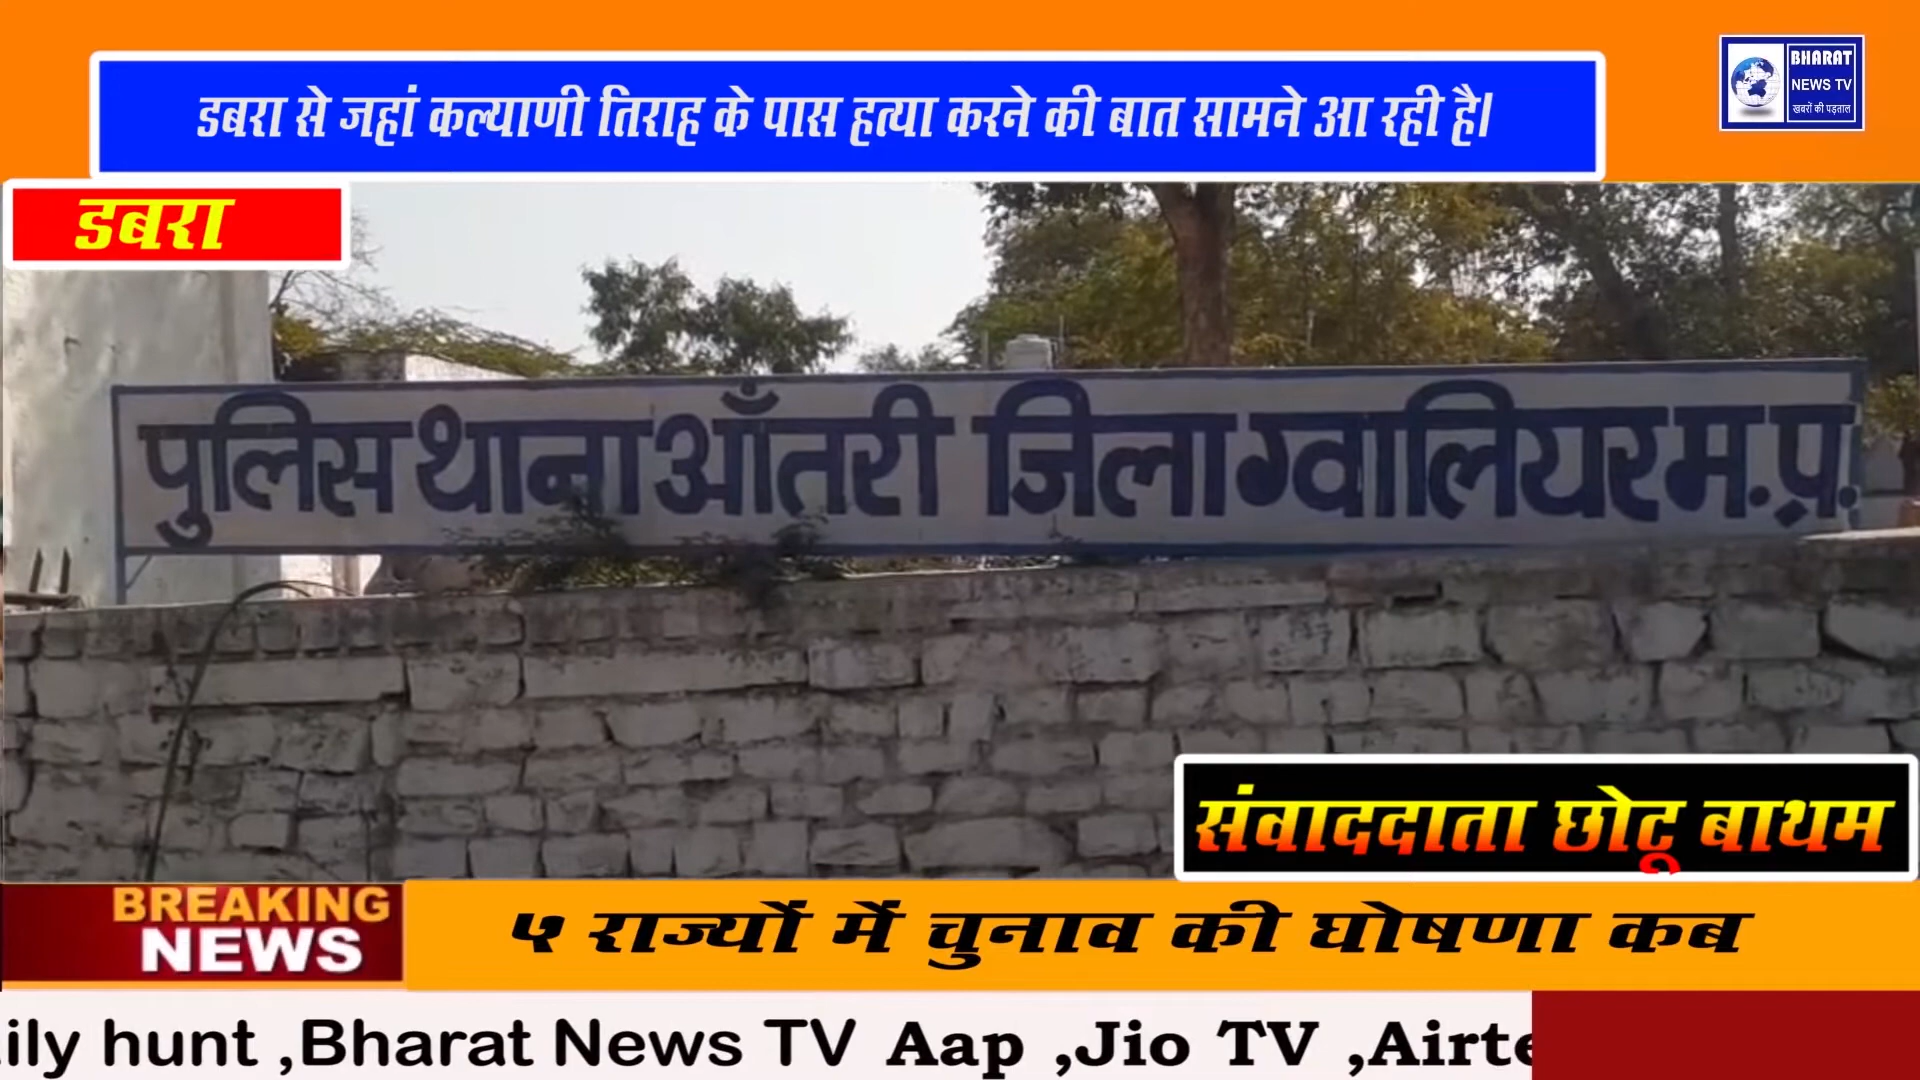 डबरा से जहां कल्याणी तिराह के पास हत्या करने की बात सामने आ रही है।
BHARAT
NEWS TV
खबरों की पड़ताल
डबरा
पुलिस थाना आँतरी जिला ग्वालियर म.प्र.
संवाददाता छोटू बाथम
BREAKING
NEWS
५ राज्यों में चुनाव की घोषणा कब
ily hunt ,Bharat News TV Aap ,Jio TV ,Airte